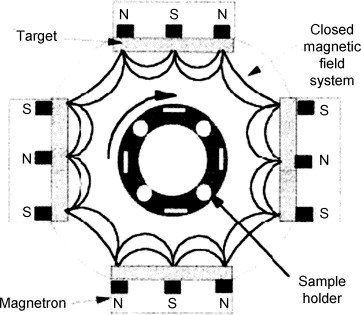 N S N
Target
Closed
magnetic
field
system
S
N
S
S
N
S
Sample
holder
Magnetron
N S N